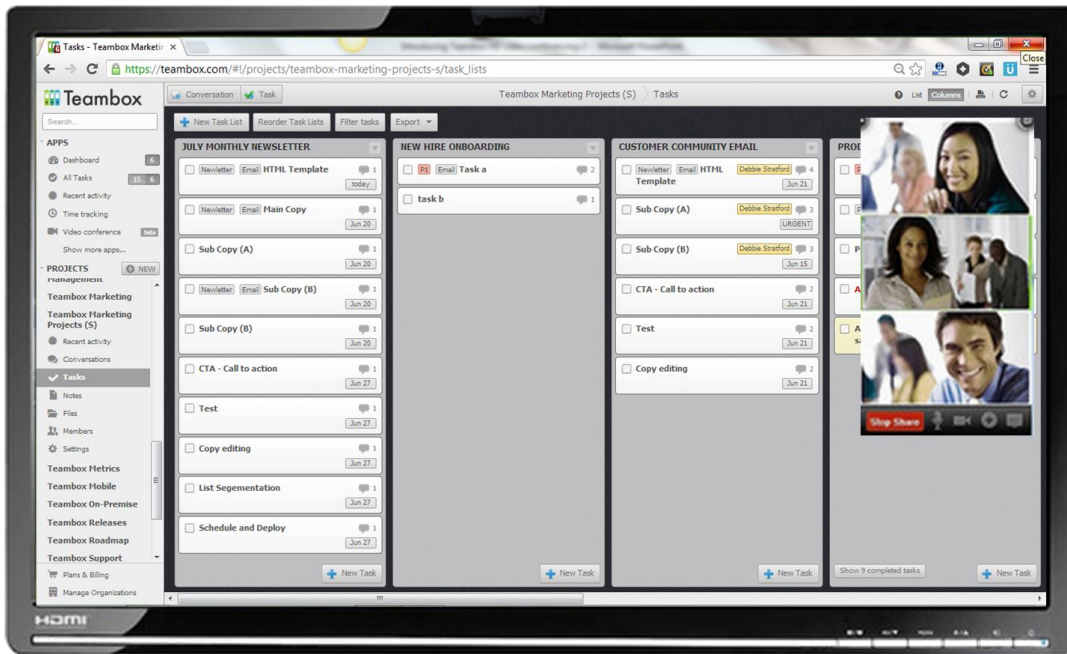 Tasks - Teambox Marketir ×
https://teambox.com/#!/projects/teambox-marketing-projects-s/task_lists
Close
Teambox
Conversation Task
Teambox Marketing Projects (S) Tasks
List Columns
Search...
New Task List Reorder Task Lists Filter tasks Export
APPS
Dashboard 6
All Tasks 15 6
Recent activity
Time tracking
Video conference beta
Show more apps...
PROJECTS NEW
Management
Teambox Marketing
Teambox Marketing
Projects (S)
Recent activity
Conversations
Tasks
Notes
Files
Members
Settings
Teambox Metrics
Teambox Mobile
Teambox On-Premise
Teambox Releases
Teambox Roadmap
Teambox Support
Plans & Billing
Manage Organizations
JULY MONTHLY NEWSLETTER
Newletter Email HTML Template 1
today
Newletter Email Main Copy 1
Jun 20
Sub Copy (A) 1
Jun 20
Newletter Email Sub Copy (B) 1
Jun 20
Sub Copy (B) 1
Jun 20
CTA - Call to action 1
Jun 27
Test 1
Jun 27
Copy editing 1
Jun 27
List Segementation 1
Jun 27
Schedule and Deploy 1
Jun 27
New Task
NEW HIRE ONBOARDING
P1 Email Task a 2
task b 1
New Task
CUSTOMER COMMUNITY EMAIL
Newletter Email HTML Debbie Stratford 4
Template Jun 21
Sub Copy (A) Debbie Stratford 3
URGENT
Sub Copy (B) Debbie Stratford 3
Jun 15
CTA - Call to action 2
Jun 21
Test 2
Jun 21
Copy editing 2
Jun 21
New Task
PROD
P
A
A
Stop Share
Show 9 completed tasks
New Task
HDMI